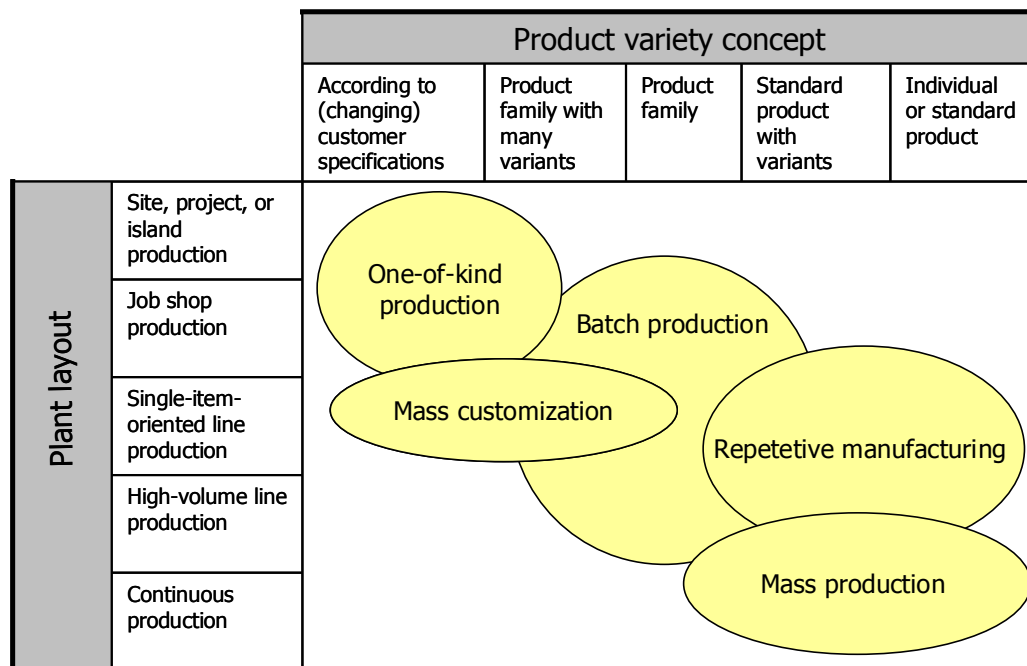 Product variety concept
According to
(changing)
customer
specifications
Product
family with
many
variants
Product
family
Standard
product
with
variants
Individual
or standard
product
Plant layout
Site, project, or
island
production
Job shop
production
Single-item-
oriented line
production
High-volume line
production
Continuous
production
One-of-kind
production
Batch production
Mass customization
Repetetive manufacturing
Mass production